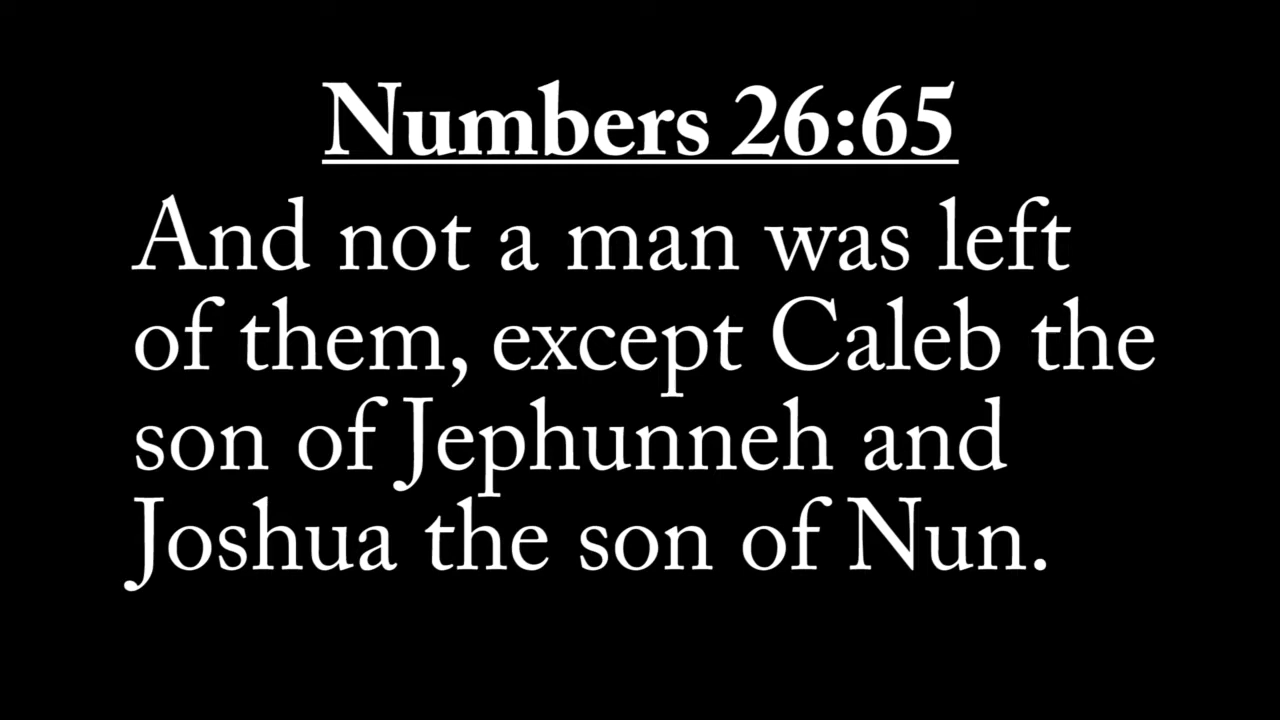 Numbers 26:65
And not a man was left
of them, except Caleb the
son of Jephunneh and
Joshua the son of Nun.